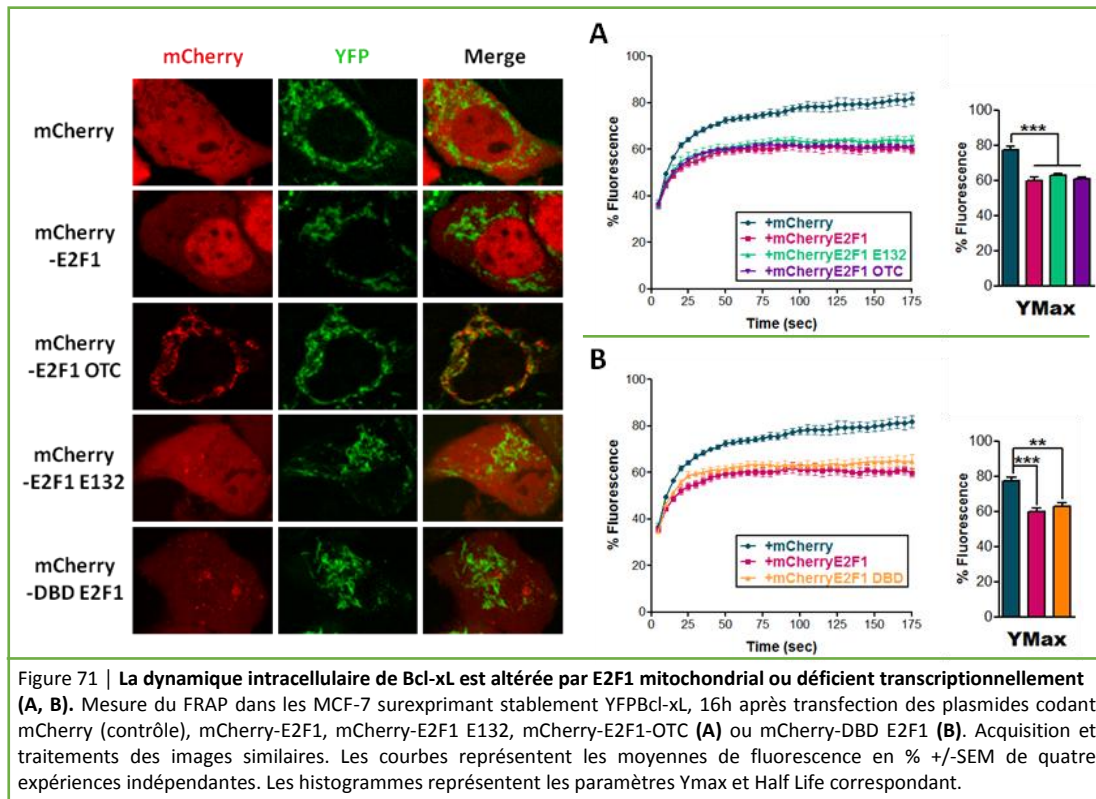 mCherry YFP Merge
mCherry
mCherry
-E2F1
mCherry
-E2F1 OTC
mCherry
-E2F1 E132
mCherry
-DBD E2F1
A
% Fluorescence
100
80
60
40
20
0
0 25 50 75 100 125 150 175
Time (sec)
+mCherry
+mCherryE2F1
+mCherryE2F1 E132
+mCherryE2F1 OTC
% Fluorescence
100
80
60
40
20
0
***
YMax
B
% Fluorescence
100
80
60
40
20
0
0 25 50 75 100 125 150 175
Time (sec)
+mCherry
+mCherryE2F1
+mCherryE2F1 DBD
% Fluorescence
100
80
60
40
20
0
**
***
YMax
Figure 71 | La dynamique intracellulaire de Bcl-xL est altérée par E2F1 mitochondrial ou déficient transcriptionnellement
(A, B). Mesure du FRAP dans les MCF-7 surexprimant stablement YFPBcl-xL, 16h après transfection des plasmides codant
mCherry (contrôle), mCherry-E2F1, mCherry-E2F1 E132, mCherry-E2F1-OTC (A) ou mCherry-DBD E2F1 (B). Acquisition et
traitements des images similaires. Les courbes représentent les moyennes de fluorescence en % +/-SEM de quatre
expériences indépendantes. Les histogrammes représentent les paramètres Ymax et Half Life correspondant.